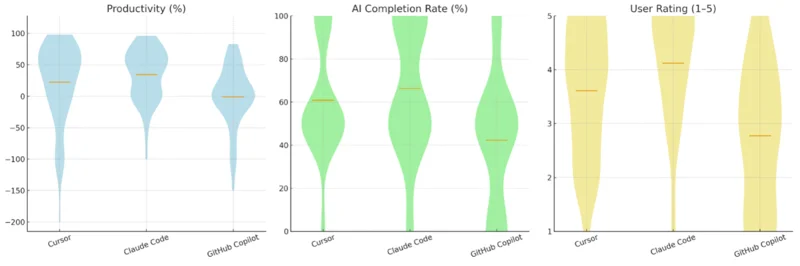 Productivity (%)
100
50
0
−50
−100
−150
−200
Cursor
Claude Code
GitHub Copilot
AI Completion Rate (%)
100
80
60
40
20
0
Cursor
Claude Code
GitHub Copilot
User Rating (1–5)
5
4
3
2
1
Cursor
Claude Code
GitHub Copilot